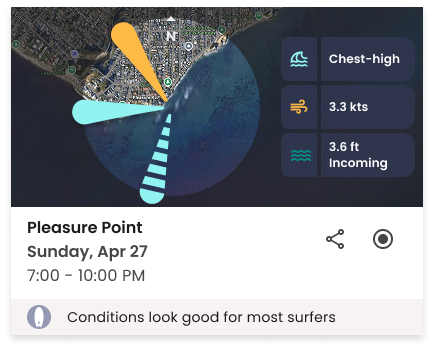 N
Chest-high
3.3 kts
3.6 ft
Incoming
Pleasure Point
Sunday, Apr 27
7:00 - 10:00 PM
Conditions look good for most surfers